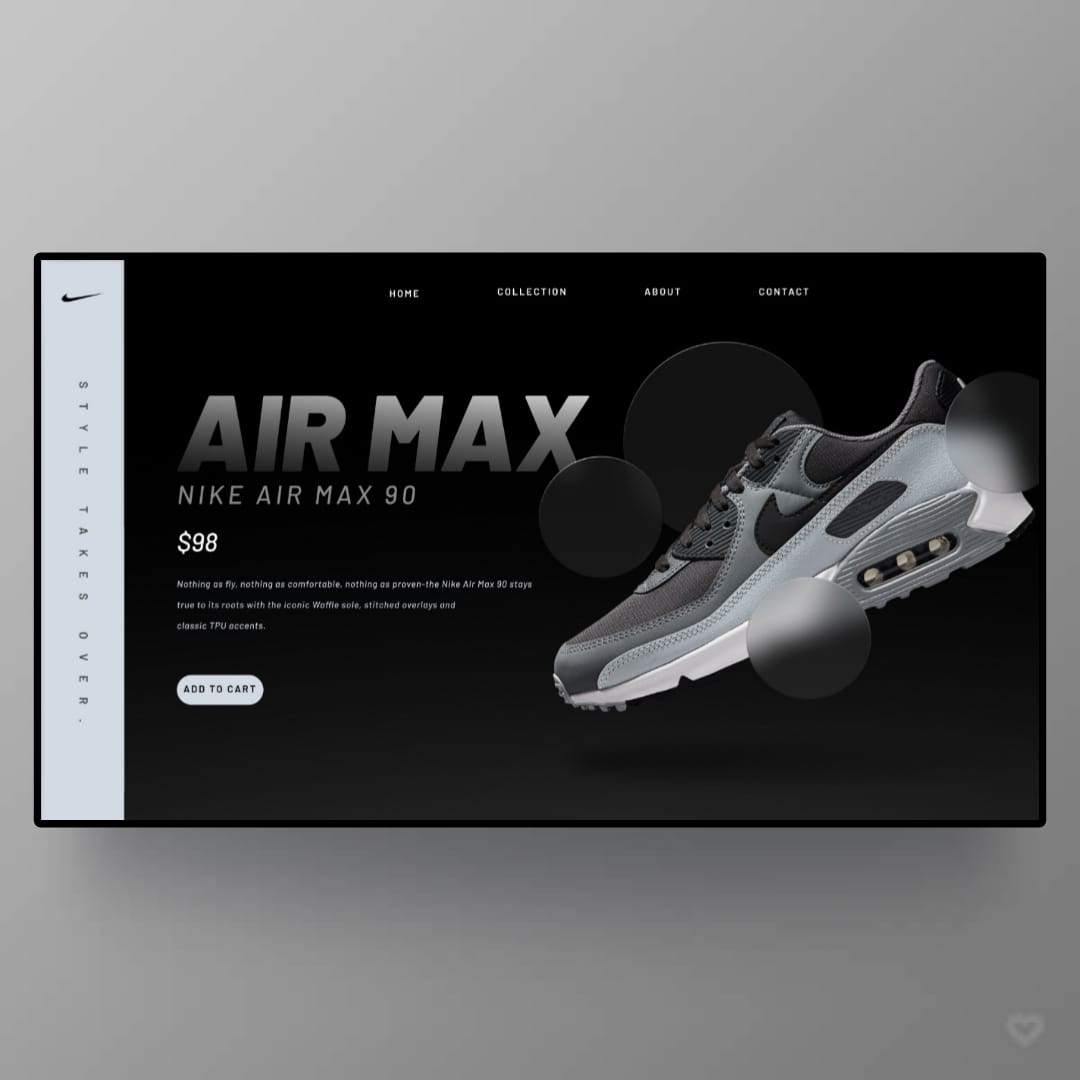 HOME COLLECTION ABOUT CONTACT
STYLE TAKES OVER.
AIR MAX
NIKE AIR MAX 90
$98
Nothing as fly, nothing as comfortable, nothing as proven-the Nike Air Max 90 stays
true to its roots with the iconic Waffle sole, stitched overlays and
classic TPU accents.
ADD TO CART